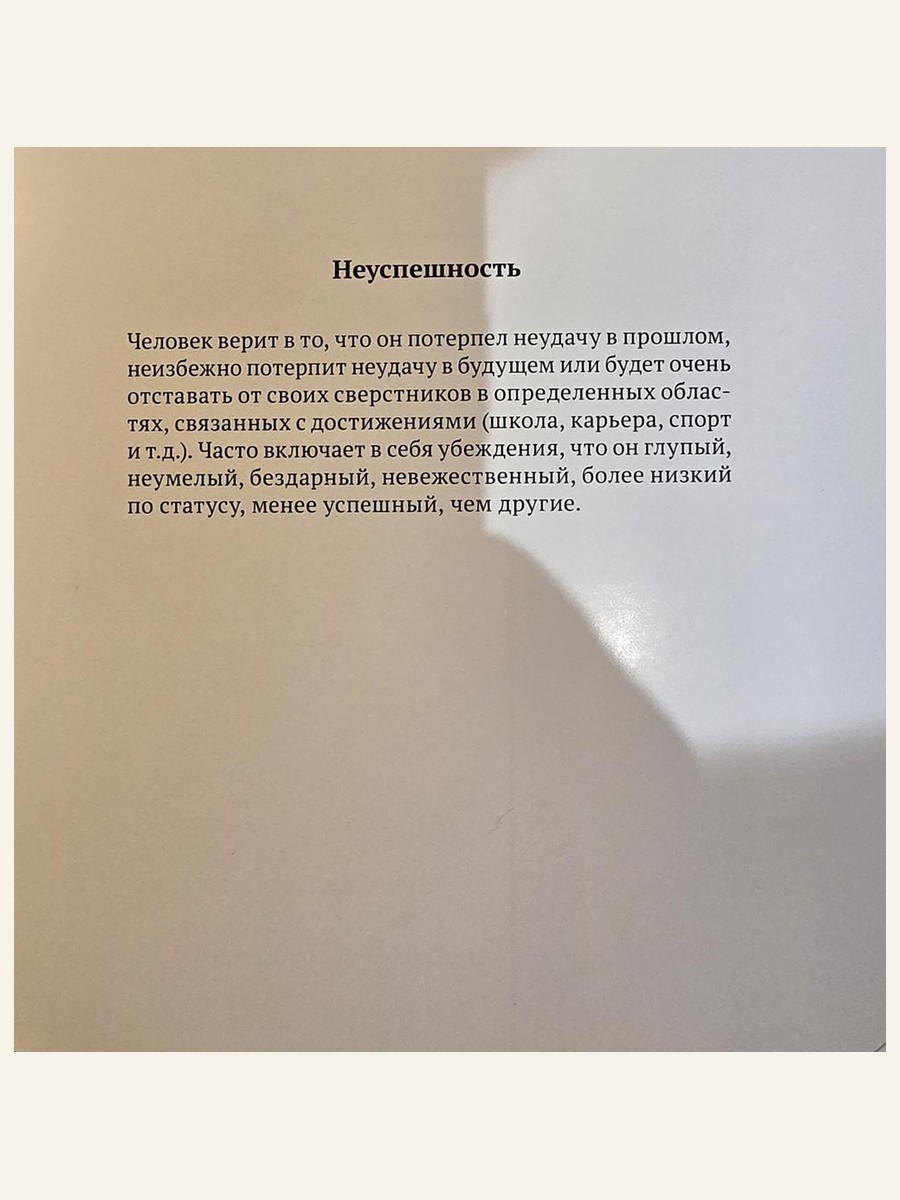 Неуспешность
Человек верит в то, что он потерпел неудачу в прошлом,
неизбежно потерпит неудачу в будущем или будет очень
отставать от своих сверстников в определенных облас-
тях, связанных с достижениями (школа, карьера, спорт
и т.д.). Часто включает в себя убеждения, что он глупый,
неумелый, бездарный, невежественный, более низкий
по статусу, менее успешный, чем другие.